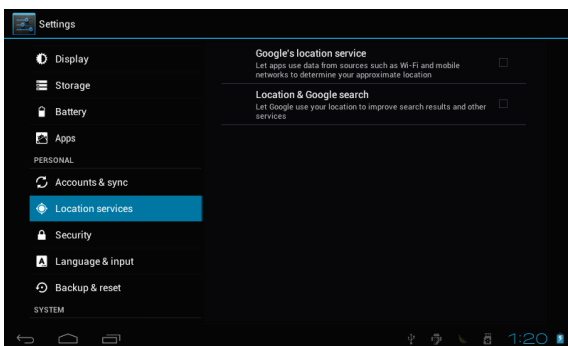 Settings
Display
Storage
Battery
Apps
PERSONAL
Accounts & sync
Location services
Security
A Language & input
Backup & reset
SYSTEM
Google's location service
Let apps use data from sources such as Wi-Fi and mobile
networks to determine your approximate location
Location & Google search
Let Google use your location to improve search results and other
services
1:20